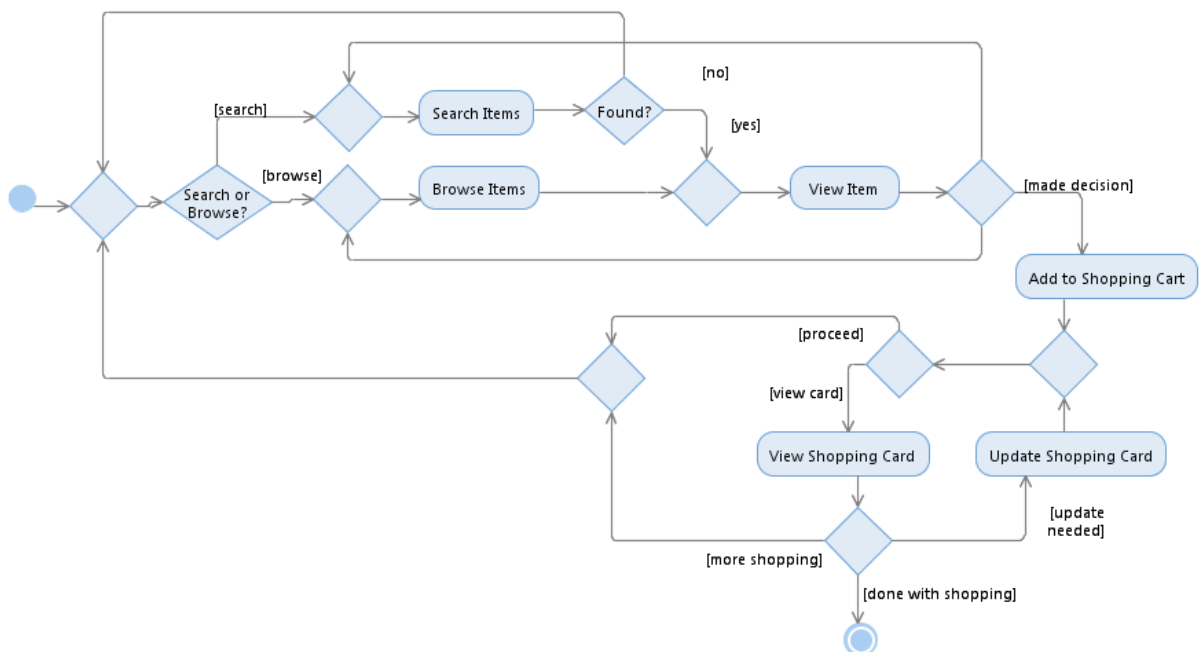 [no]
[search]
Search Items
Found?
[yes]
[browse]
Search or
Browse?
Browse Items
View Item
[made decision]
Add to Shopping Cart
[proceed]
[view card]
View Shopping Card
Update Shopping Card
[update
needed]
[more shopping]
[done with shopping]